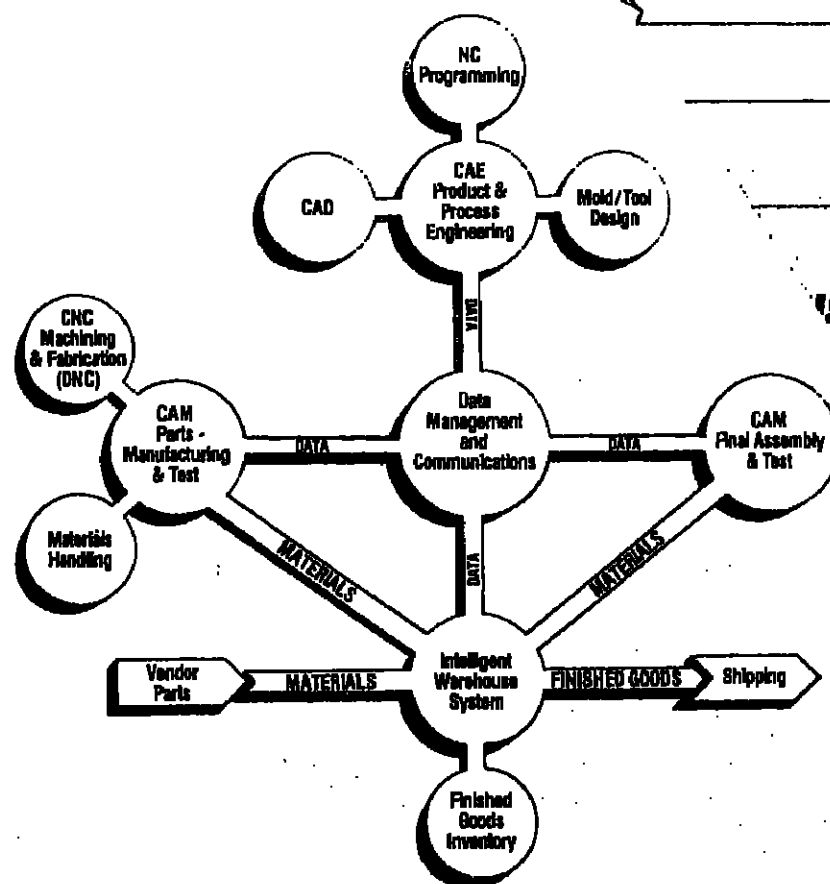 NC
Programming
CAD
CAE
Product &
Process
Engineering
Mold/Tool
Design
DATA
CNC
Machining
& Fabrication
(DNC)
CAM
Parts -
Manufacturing
& Test
DATA
Data
Management
and
Communications
DATA
CAM
Final Assembly
& Test
Materials
Handling
MATERIALS
DATA
MATERIALS
Vendor
Parts
MATERIALS
Intelligent
Warehouse
System
FINISHED GOODS
Shipping
Finished
Goods
Inventory